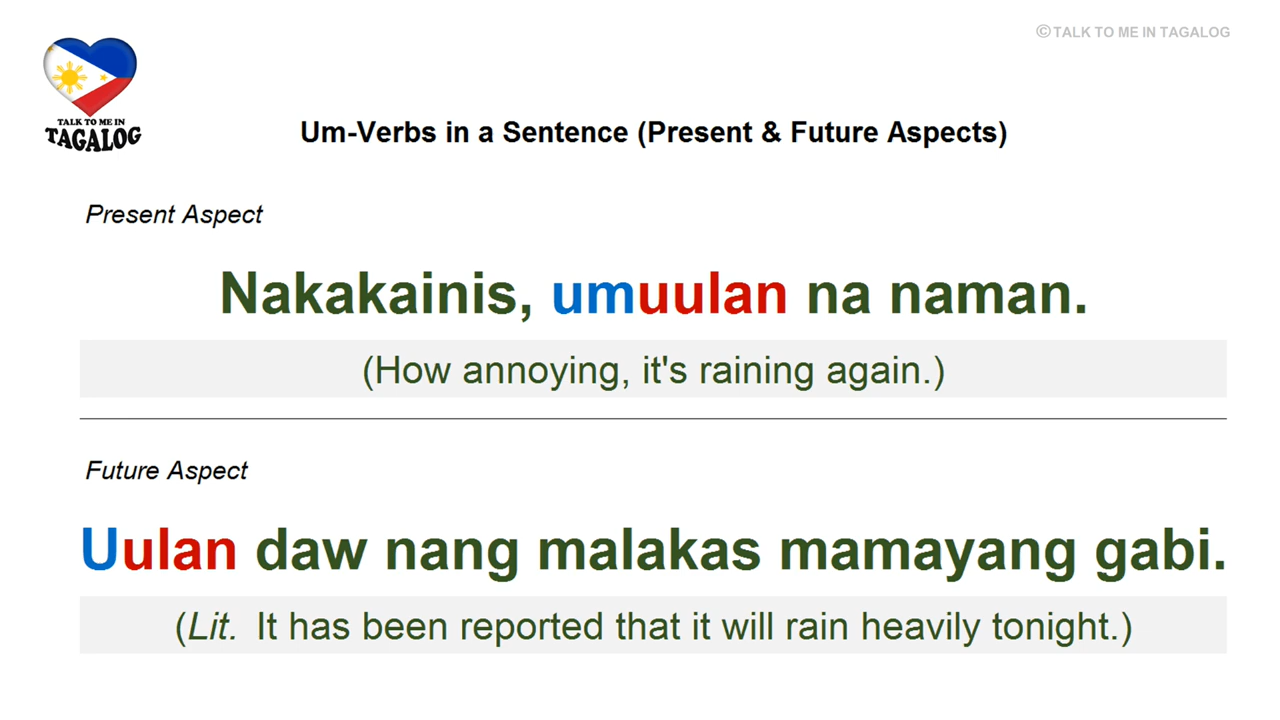 ©TALK TO ME IN TAGALOG
TALK TO ME IN
TAGALOG
Um-Verbs in a Sentence (Present & Future Aspects)
Present Aspect
Nakakainis, umuulan na naman.
(How annoying, it's raining again.)
Future Aspect
Uulan daw nang malakas mamayang gabi.
(Lit. It has been reported that it will rain heavily tonight.)